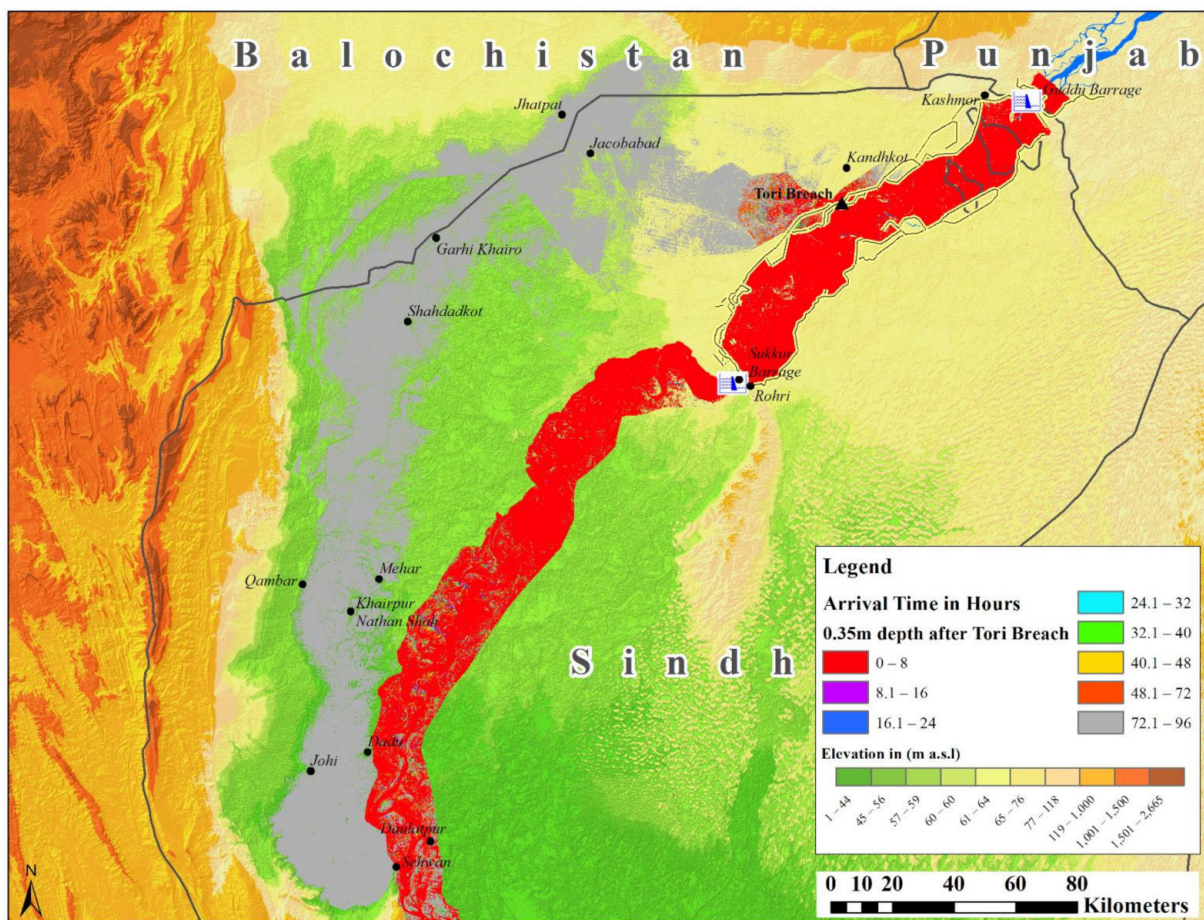 B a l o c h i s t a n
P u n j a b
Jhatpat
Kashmor
Guddu Barrage
Jacobabad
Kandhkot
Tori Breach
Garhi Khairo
Shahdadkot
Sukkur
Barrage
Rohri
Mehar
Qambar
Khairpur
Nathan Shah
S i n d h
Dadu
Johi
Daulatpur
Sehwan
N
Legend
Arrival Time in Hours
0.35m depth after Tori Breach
0 – 8
8.1 – 16
16.1 – 24
24.1 – 32
32.1 – 40
40.1 – 48
48.1 – 72
72.1 – 96
Elevation in (m a.s.l)
1 – 44
45 – 56
57 – 59
60 – 60
61 – 64
65 – 76
77 – 118
119 – 1,000
1,001 – 1,500
1,501 – 2,665
0 10 20 40 60 80
Kilometers